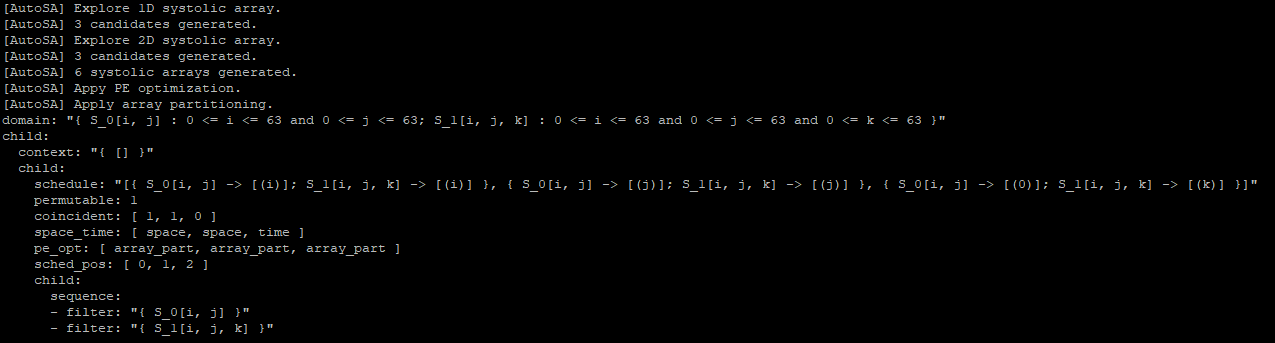 [AutoSA] Explore 1D systolic array.
[AutoSA] 3 candidates generated.
[AutoSA] Explore 2D systolic array.
[AutoSA] 3 candidates generated.
[AutoSA] 6 systolic arrays generated.
[AutoSA] Appy PE optimization.
[AutoSA] Apply array partitioning.
domain: "{ S_0[i, j] : 0 <= i <= 63 and 0 <= j <= 63; S_1[i, j, k] : 0 <= i <= 63 and 0 <= j <= 63 and 0 <= k <= 63 }"
child:
  context: "{ [] }"
  child:
    schedule: "[{ S_0[i, j] -> [(i)]; S_1[i, j, k] -> [(i)] }, { S_0[i, j] -> [(j)]; S_1[i, j, k] -> [(j)] }, { S_0[i, j] -> [(0)]; S_1[i, j, k] -> [(k)] }]"
    permutable: 1
    coincident: [ 1, 1, 0 ]
    space_time: [ space, space, time ]
    pe_opt: [ array_part, array_part, array_part ]
    sched_pos: [ 0, 1, 2 ]
    child:
      sequence:
      - filter: "{ S_0[i, j] }"
      - filter: "{ S_1[i, j, k] }"